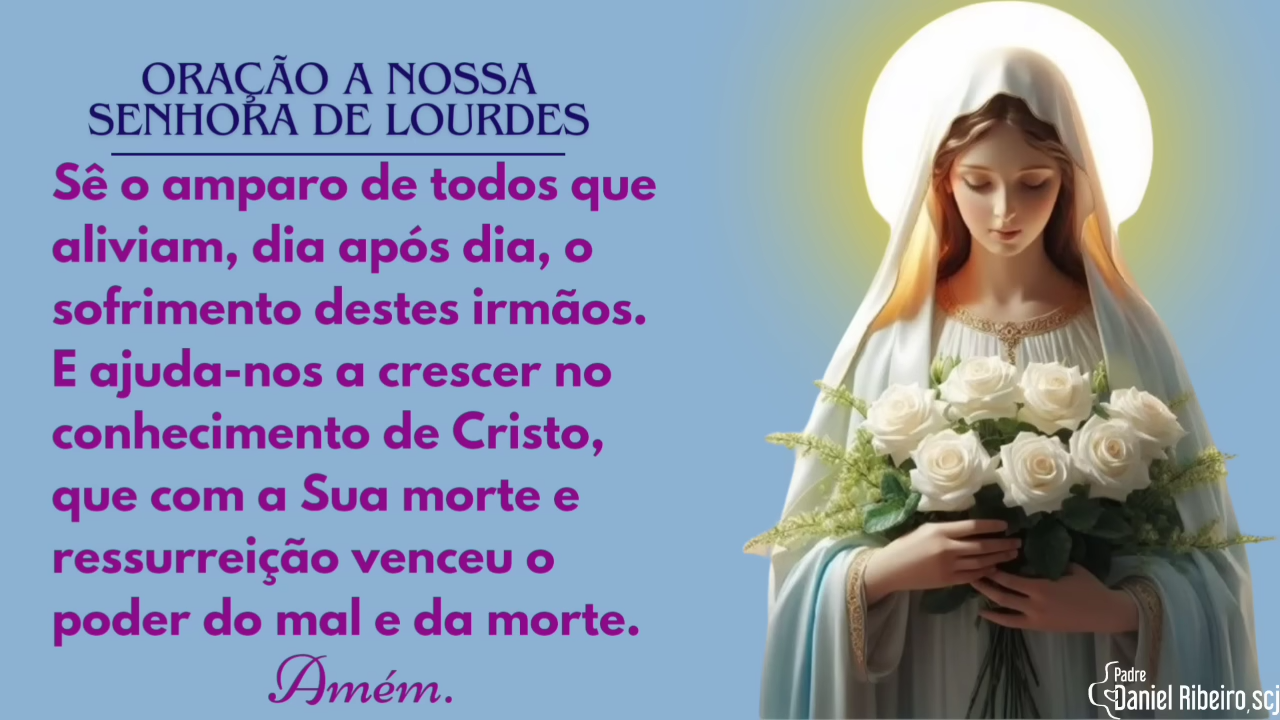 ORAÇÃO A NOSSA
SENHORA DE LOURDES
Sê o amparo de todos que
aliviam, dia após dia, o
sofrimento destes irmãos.
E ajuda-nos a crescer no
conhecimento de Cristo,
que com a Sua morte e
ressurreição venceu o
poder do mal e da morte.
Amém.
Padre
Daniel Ribeiro, scj